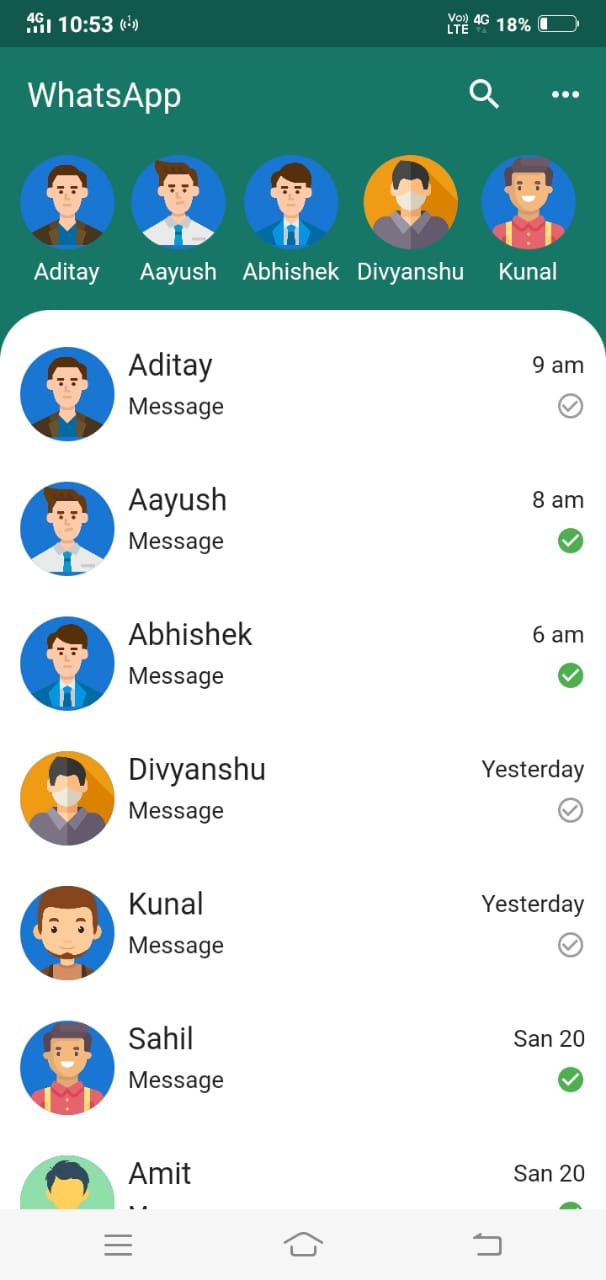 4G 10:53 Vo)) LTE 4G 18%
WhatsApp
Aditay Aayush Abhishek Divyanshu Kunal
Aditay 9 am
Message
Aayush 8 am
Message
Abhishek 6 am
Message
Divyanshu Yesterday
Message
Kunal Yesterday
Message
Sahil San 20
Message
Amit San 20